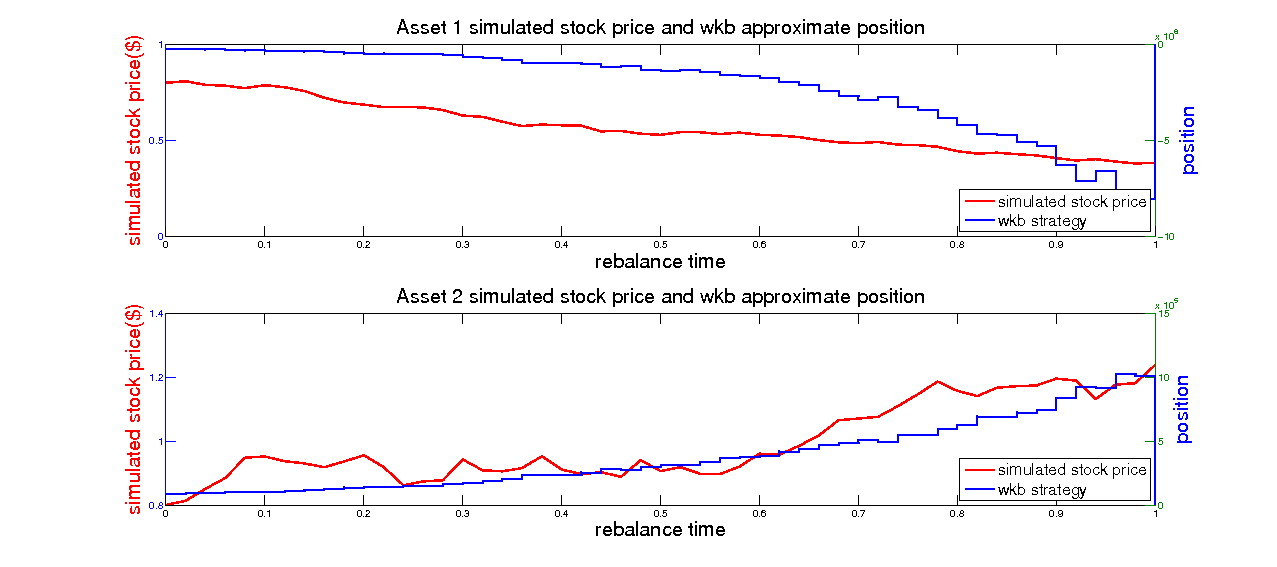 Asset 1 simulated stock price and wkb approximate position
simulated stock price($)
1
0.5
0
x 10^6
0
-5
-10
position
simulated stock price
wkb strategy
0 0.1 0.2 0.3 0.4 0.5 0.6 0.7 0.8 0.9 1
rebalance time
Asset 2 simulated stock price and wkb approximate position
simulated stock price($)
1.4
1.2
1
0.8
x 10
15
10
5
0
position
simulated stock price
wkb strategy
0 0.1 0.2 0.3 0.4 0.5 0.6 0.7 0.8 0.9 1
rebalance time